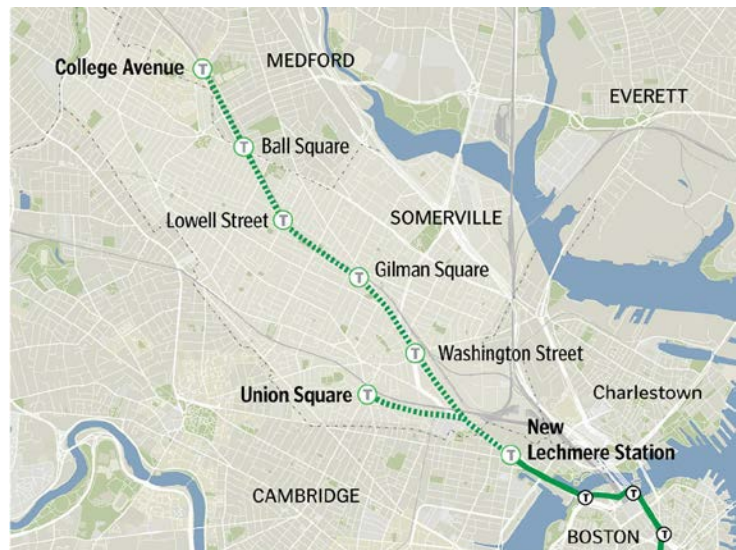 MEDFORD
College Avenue T
EVERETT
T Ball Square
Lowell Street T
SOMERVILLE
T Gilman Square
T Washington Street
Union Square T
Charlestown
New
Lechmere Station
T
CAMBRIDGE
T
T
BOSTON
T